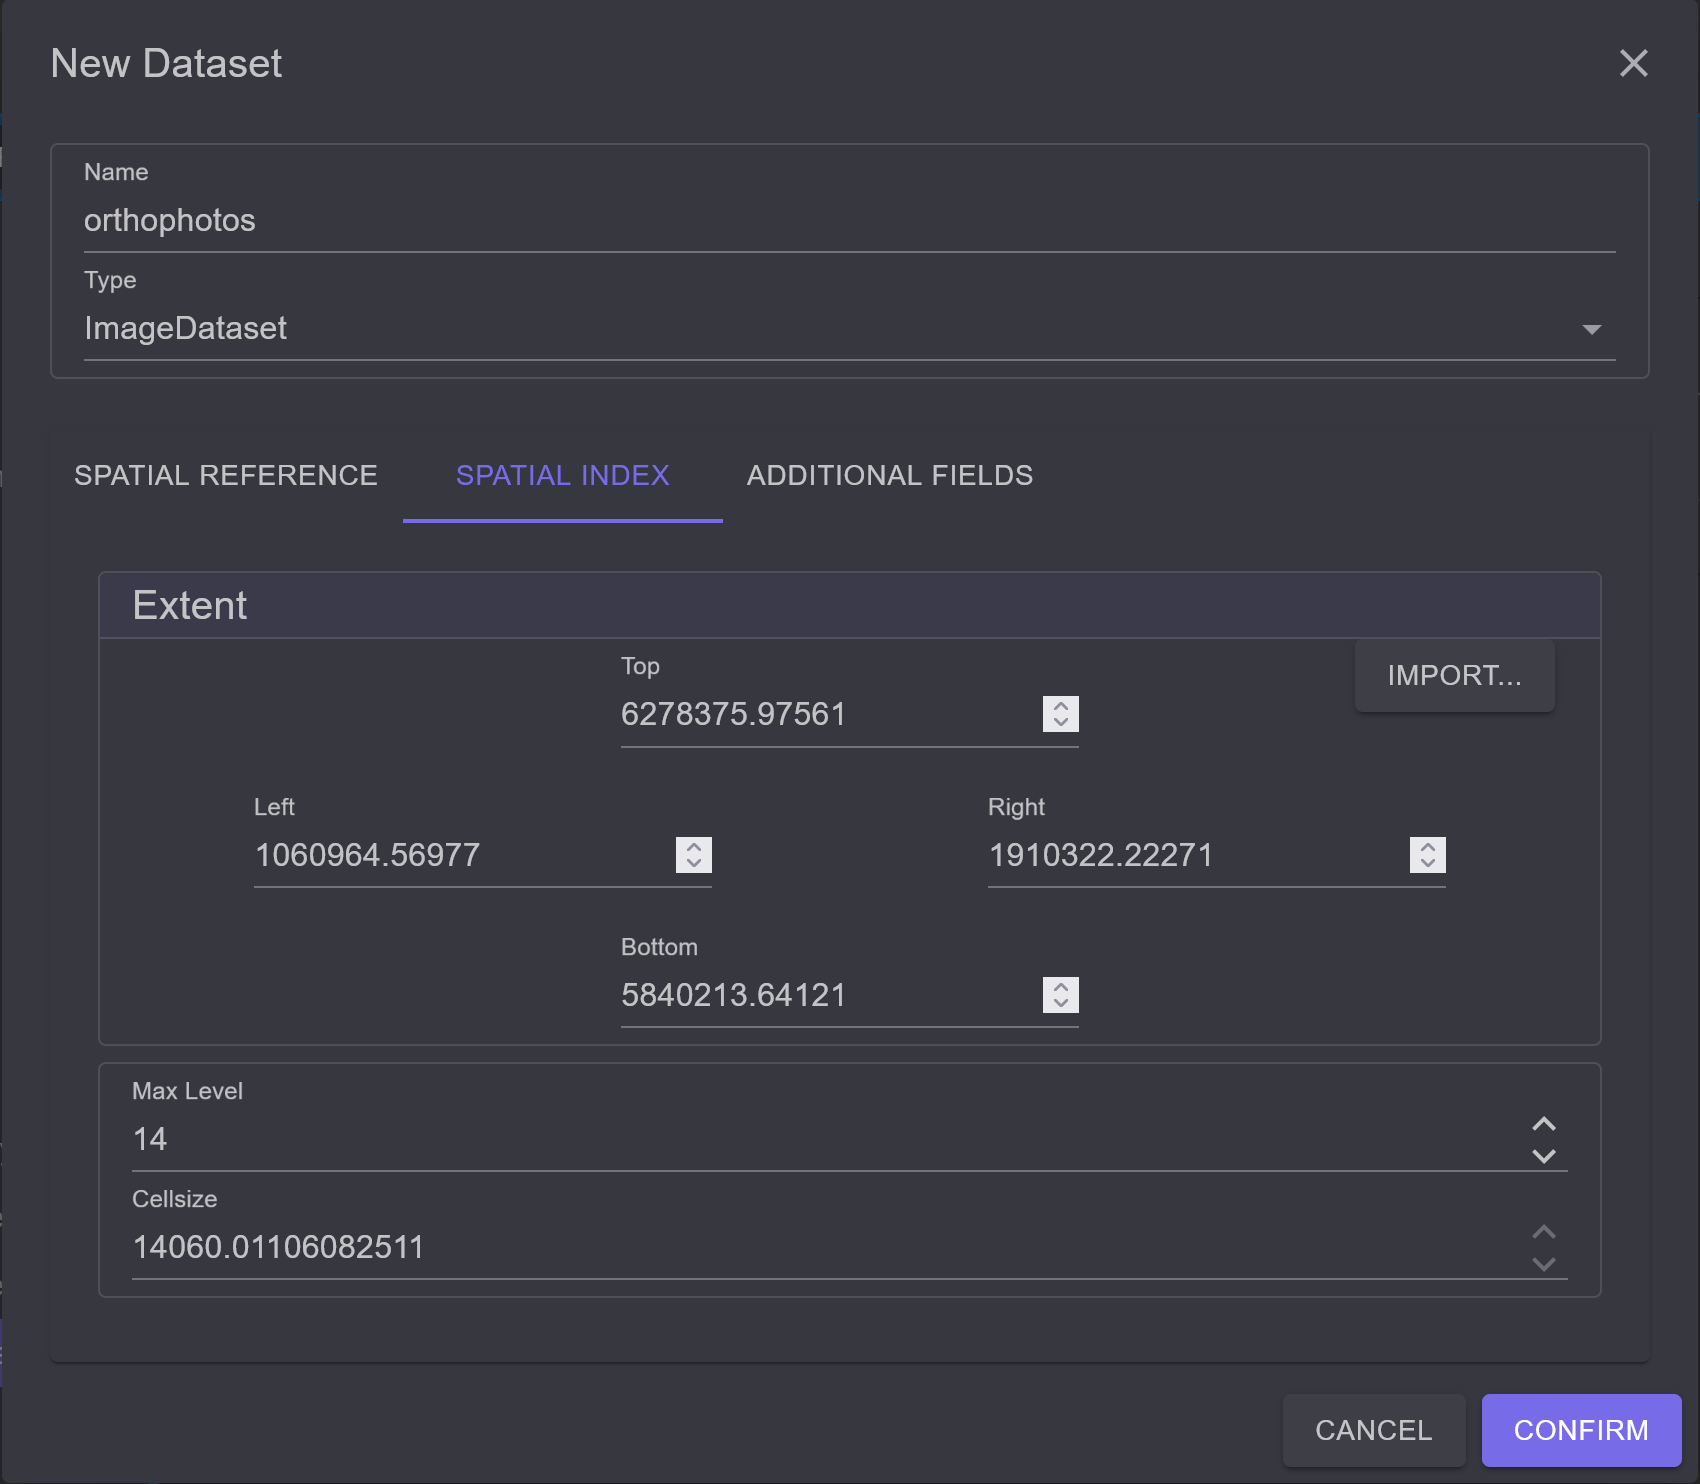 New Dataset
Name
orthophotos
Type
ImageDataset
SPATIAL REFERENCE SPATIAL INDEX ADDITIONAL FIELDS
Extent
IMPORT...
Top
6278375.97561
Left Right
1060964.56977 1910322.22271
Bottom
5840213.64121
Max Level
14
Cellsize
14060.01106082511
CANCEL CONFIRM